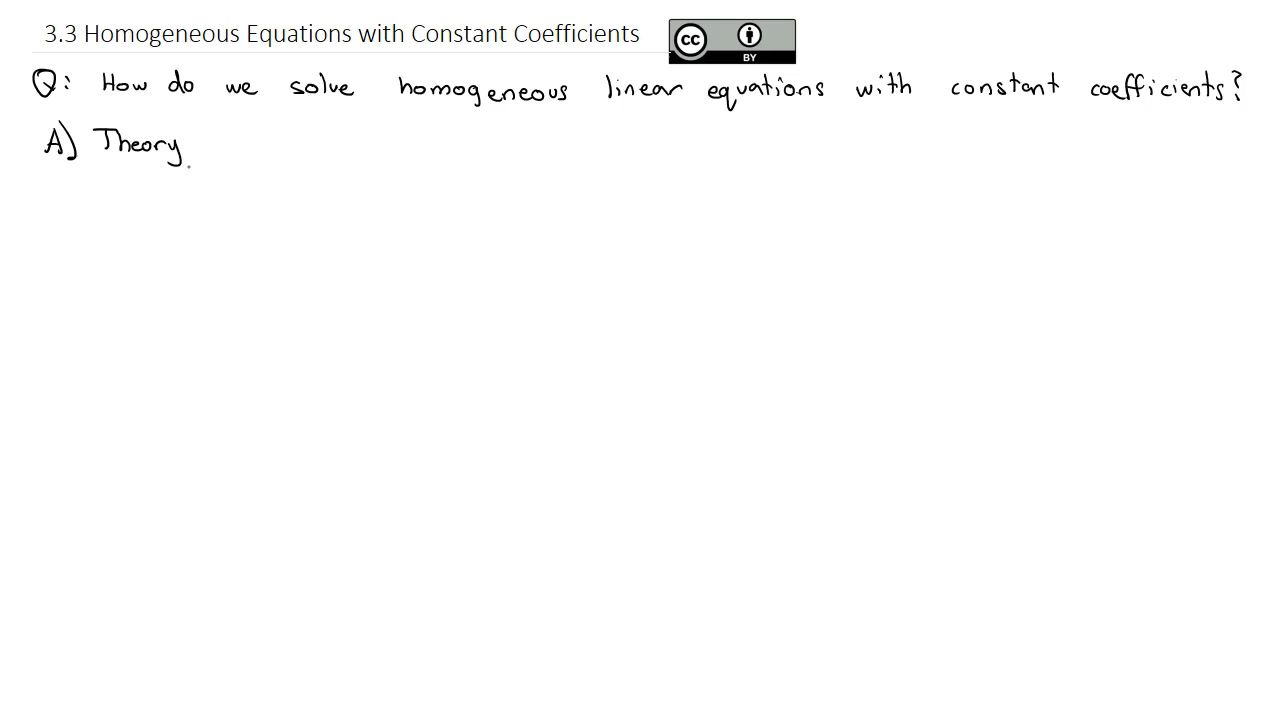 3.3 Homogeneous Equations with Constant Coefficients
CC BY
Q: How do we solve homogeneous linear equations with constant coefficients?
A) Theory